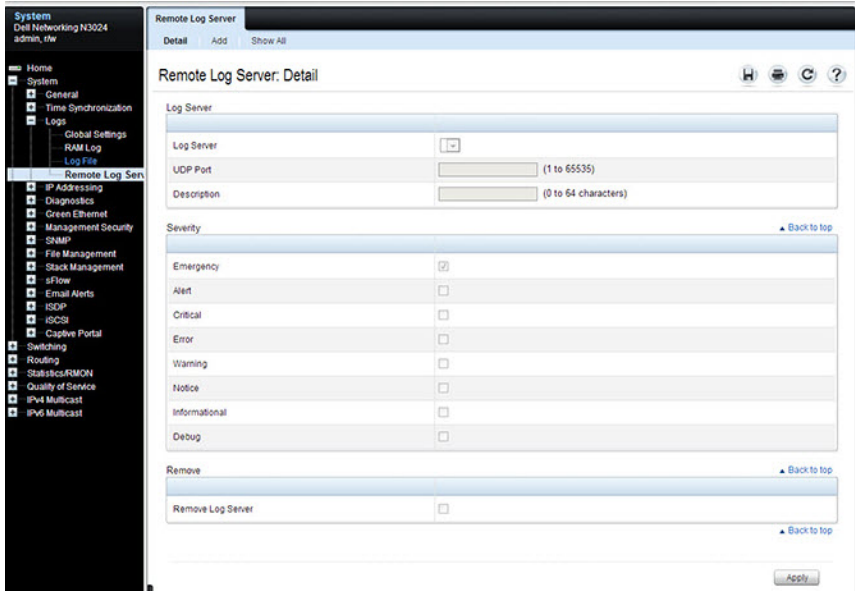 System
Dell Networking N3024
admin, r/w
Home
System
General
Time Synchronization
Logs
Global Settings
RAM Log
Log File
Remote Log Serv
IP Addressing
Diagnostics
Green Ethernet
Management Security
SNMP
File Management
Stack Management
sFlow
Email Alerts
ISDP
iSCSI
Captive Portal
Switching
Routing
Statistics/RMON
Quality of Service
IPv4 Multicast
IPv6 Multicast
Remote Log Server
Detail Add Show All
Remote Log Server: Detail
Log Server
Log Server
UDP Port (1 to 65535)
Description (0 to 64 characters)
Severity Back to top
Emergency
Alert
Critical
Error
Warning
Notice
Informational
Debug
Remove Back to top
Remove Log Server
Back to top
Apply